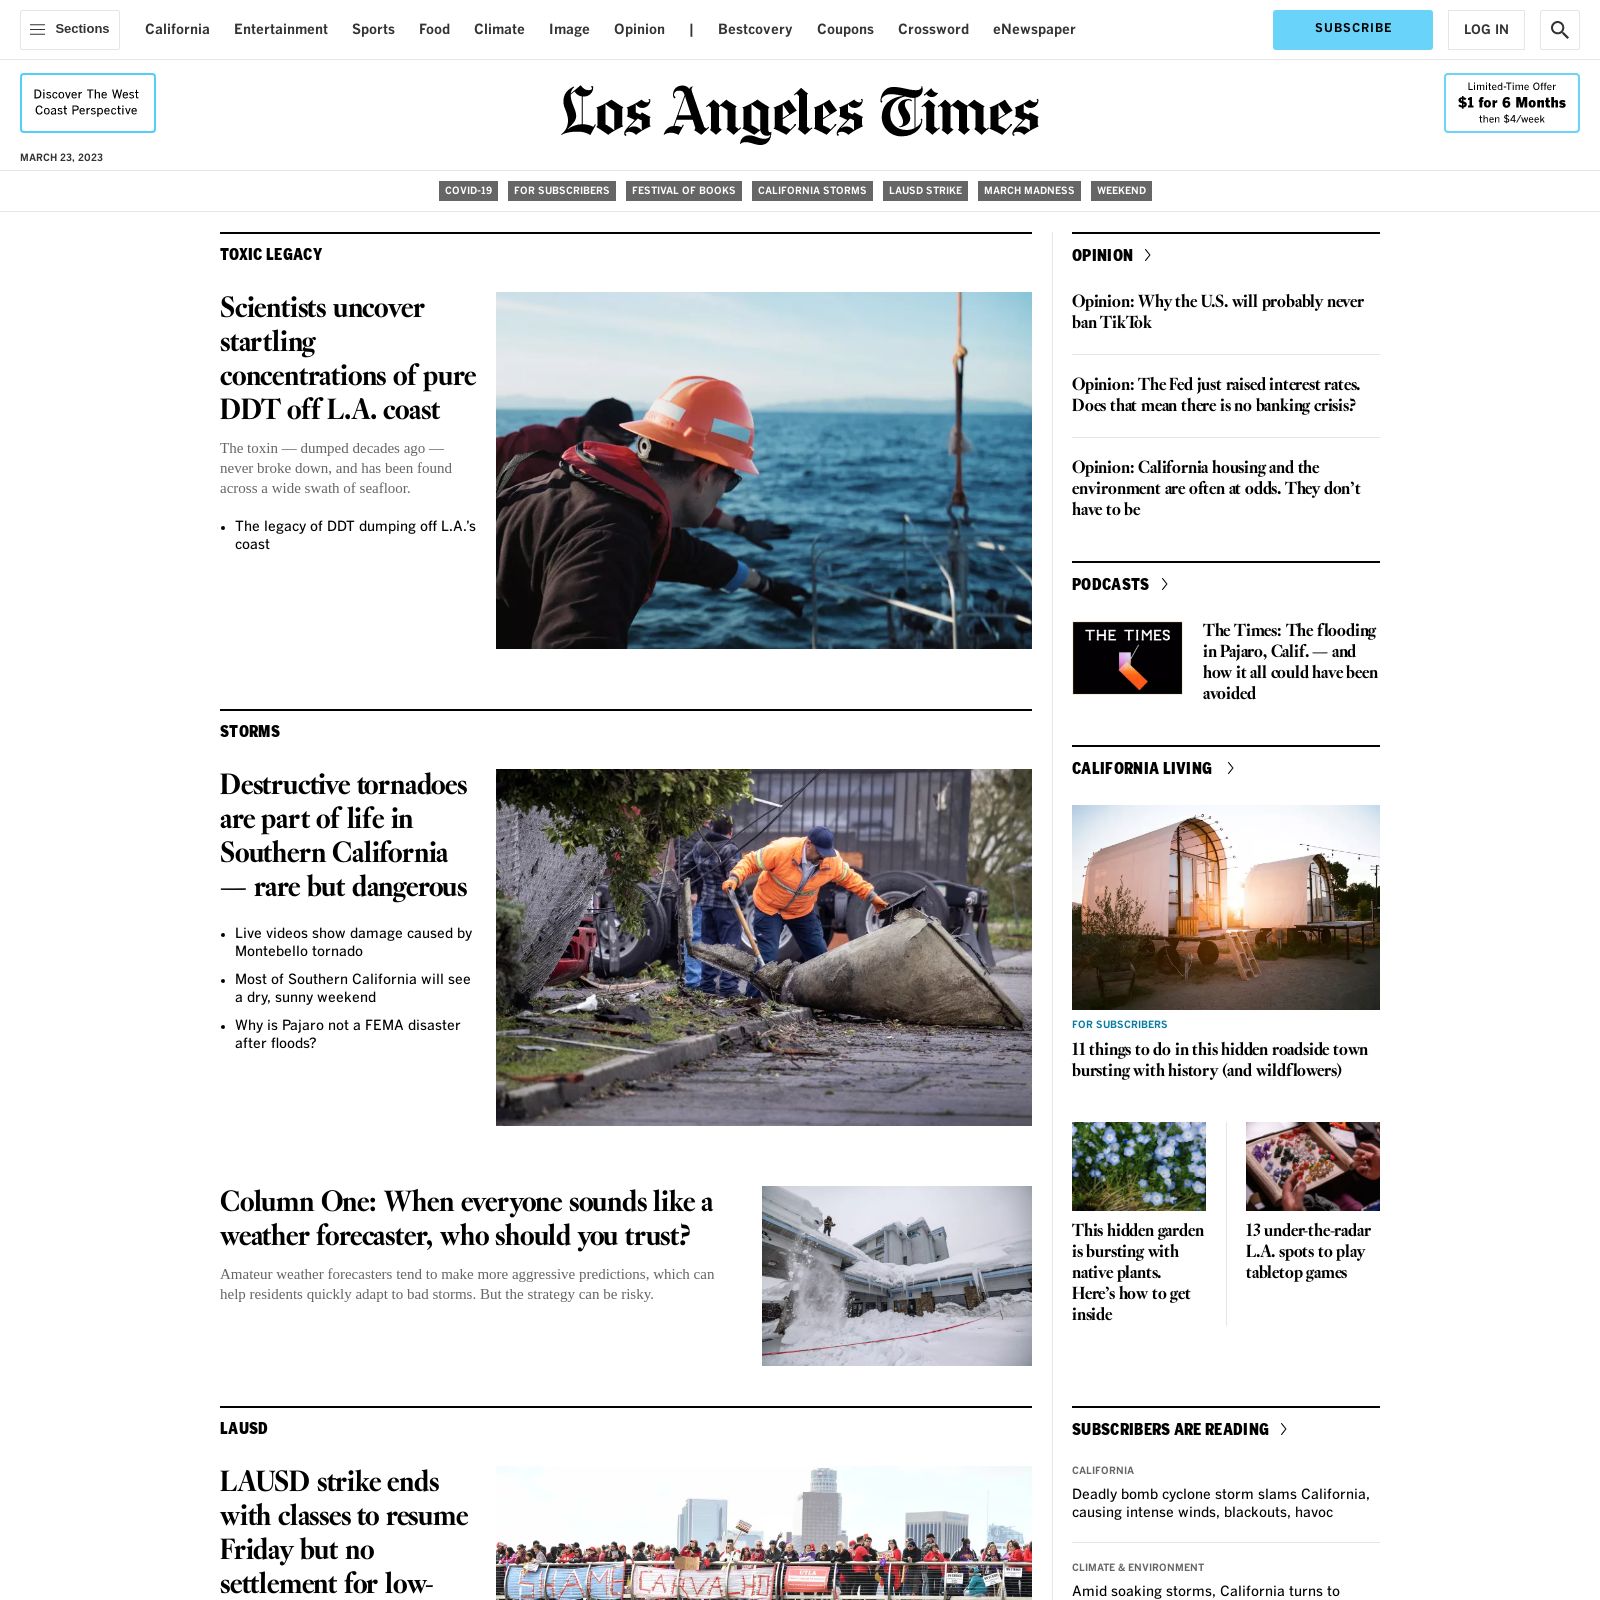 Sections
California
Entertainment
Sports
Food
Climate
Image
Opinion
|
Bestcovery
Coupons
Crossword
eNewspaper
SUBSCRIBE
LOG IN
Discover The West
Coast Perspective
Los Angeles Times
Limited-Time Offer
$1 for 6 Months
then $4/week
MARCH 23, 2023
COVID-19
FOR SUBSCRIBERS
FESTIVAL OF BOOKS
CALIFORNIA STORMS
LAUSD STRIKE
MARCH MADNESS
WEEKEND
TOXIC LEGACY
Scientists uncover
startling
concentrations of pure
DDT off L.A. coast
The toxin — dumped decades ago —
never broke down, and has been found
across a wide swath of seafloor.
• The legacy of DDT dumping off L.A.’s
coast
STORMS
Destructive tornadoes
are part of life in
Southern California
— rare but dangerous
• Live videos show damage caused by
Montebello tornado
• Most of Southern California will see
a dry, sunny weekend
• Why is Pajaro not a FEMA disaster
after floods?
Column One: When everyone sounds like a
weather forecaster, who should you trust?
Amateur weather forecasters tend to make more aggressive predictions, which can
help residents quickly adapt to bad storms. But the strategy can be risky.
LAUSD
LAUSD strike ends
with classes to resume
Friday but no
settlement for low-
SHAME
CARVALHO
UTLA
OPINION
Opinion: Why the U.S. will probably never
ban TikTok
Opinion: The Fed just raised interest rates.
Does that mean there is no banking crisis?
Opinion: California housing and the
environment are often at odds. They don’t
have to be
PODCASTS
THE TIMES
The Times: The flooding
in Pajaro, Calif. — and
how it all could have been
avoided
CALIFORNIA LIVING
FOR SUBSCRIBERS
11 things to do in this hidden roadside town
bursting with history (and wildflowers)
This hidden garden
is bursting with
native plants.
Here’s how to get
inside
13 under-the-radar
L.A. spots to play
tabletop games
SUBSCRIBERS ARE READING
CALIFORNIA
Deadly bomb cyclone storm slams California,
causing intense winds, blackouts, havoc
CLIMATE & ENVIRONMENT
Amid soaking storms, California turns to